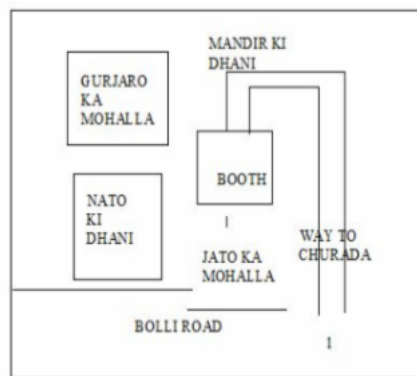 MANDIR KI
DHANI
GURJARO
KA
MOHALLA
BOOTH
NATO
KI
DHANI
1
JATO KA
MOHALLA
WAY TO
CHURADA
BOLLI ROAD
1